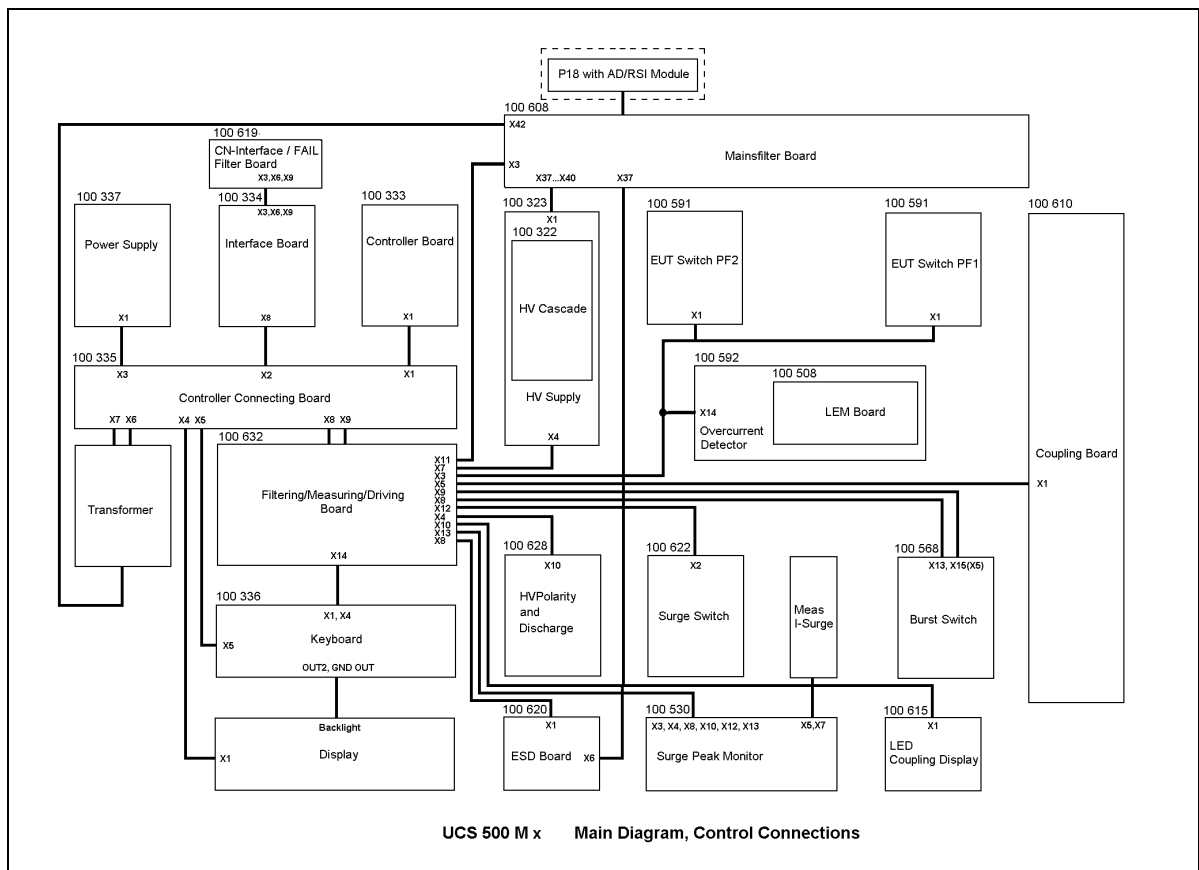 P18 with AD/RSI Module
100 608
X42
Mainsfilter Board
X3
X37...X40
X37
100 619
CN-Interface / FAIL
Filter Board
X3,X6,X9
100 337
Power Supply
X1
100 334
X3,X6,X9
Interface Board
X8
100 333
Controller Board
X1
100 323
X1
100 322
HV Cascade
HV Supply
X4
100 591
EUT Switch PF2
X1
100 591
EUT Switch PF1
X1
100 610
Coupling Board
X1
100 335
X3
X2
X1
Controller Connecting Board
X7 X6
X4 X5
X8 X9
100 592
100 508
LEM Board
X14
Overcurrent
Detector
Transformer
100 632
Filtering/Measuring/Driving
Board
X11
X7
X3
X5
X9
X8
X12
X4
X10
X13
X8
X14
100 628
X10
HVPolarity
and
Discharge
100 622
X2
Surge Switch
Meas
I-Surge
100 568
X13, X15(X5)
Burst Switch
100 336
X1, X4
Keyboard
X5
OUT2, GND OUT
Backlight
Display
X1
100 620
X1
ESD Board
X6
100 530
X3, X4, X8, X10, X12, X13
X5,X7
Surge Peak Monitor
100 615
X1
LED
Coupling Display
UCS 500 M x Main Diagram, Control Connections